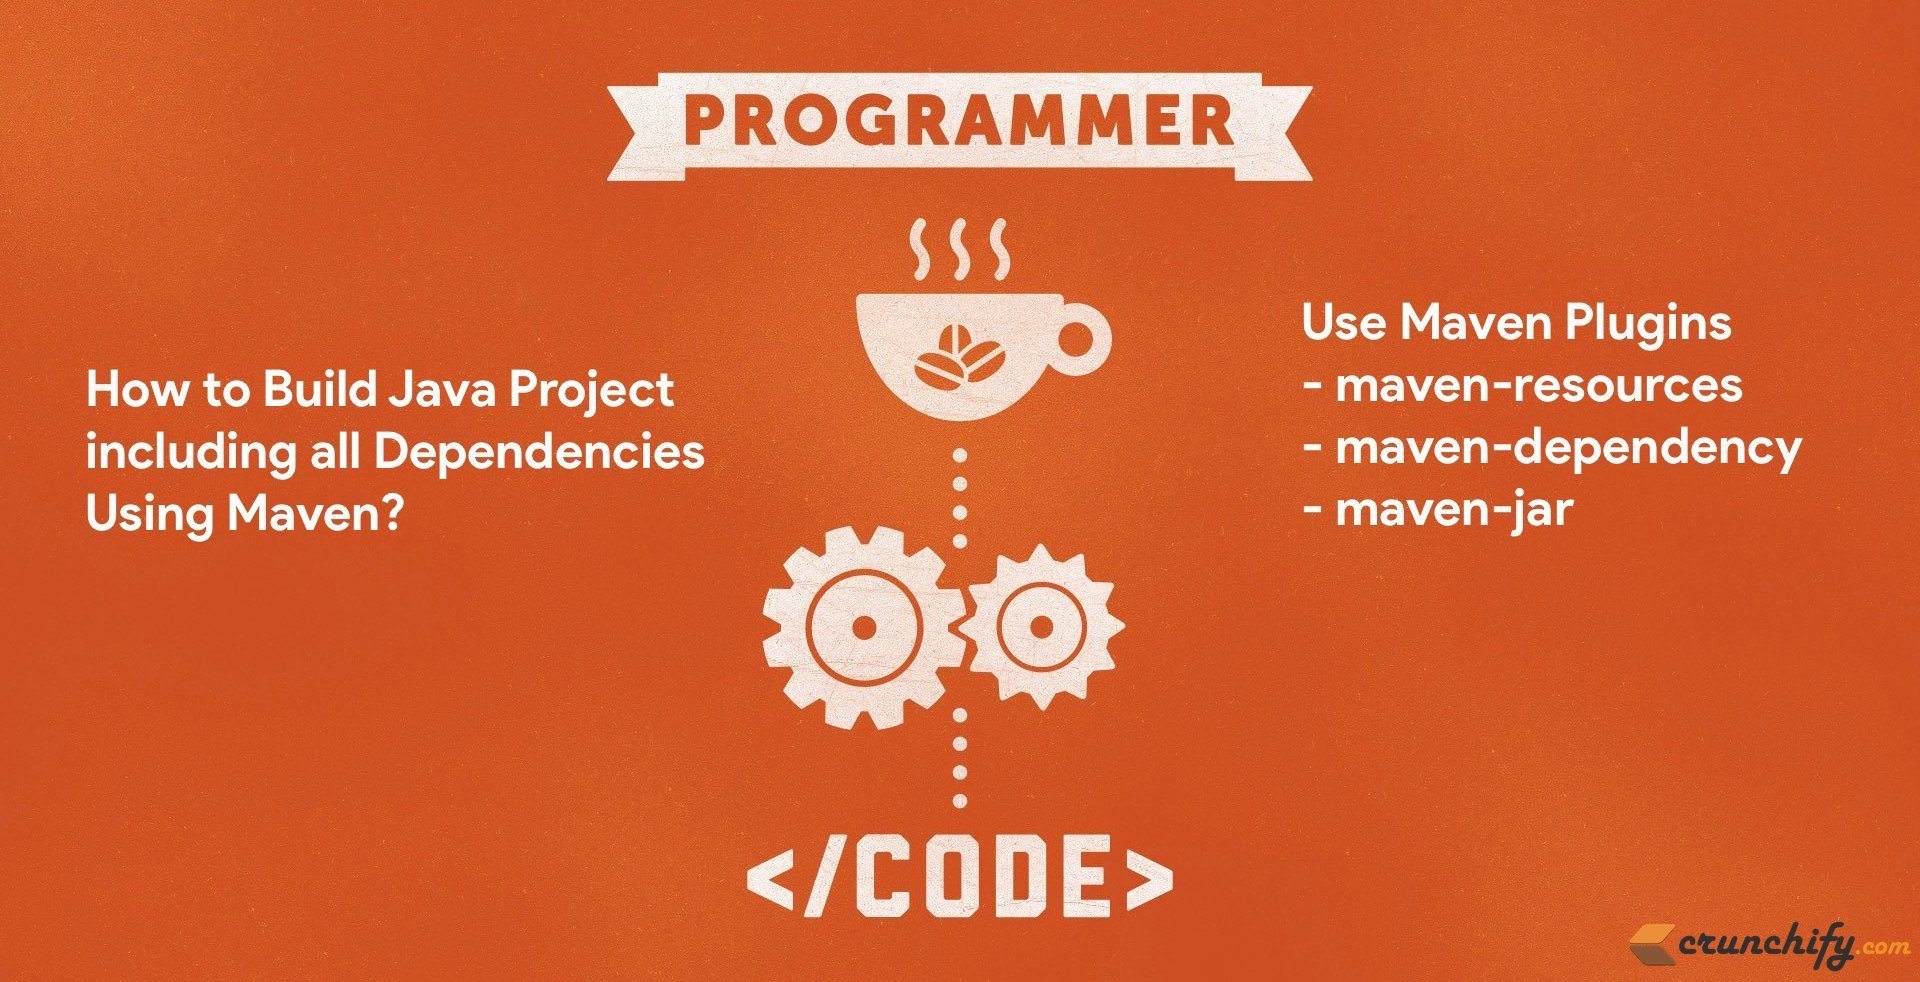 PROGRAMMER
How to Build Java Project
including all Dependencies
Using Maven?
Use Maven Plugins
- maven-resources
- maven-dependency
- maven-jar
</CODE>
crunchify.com